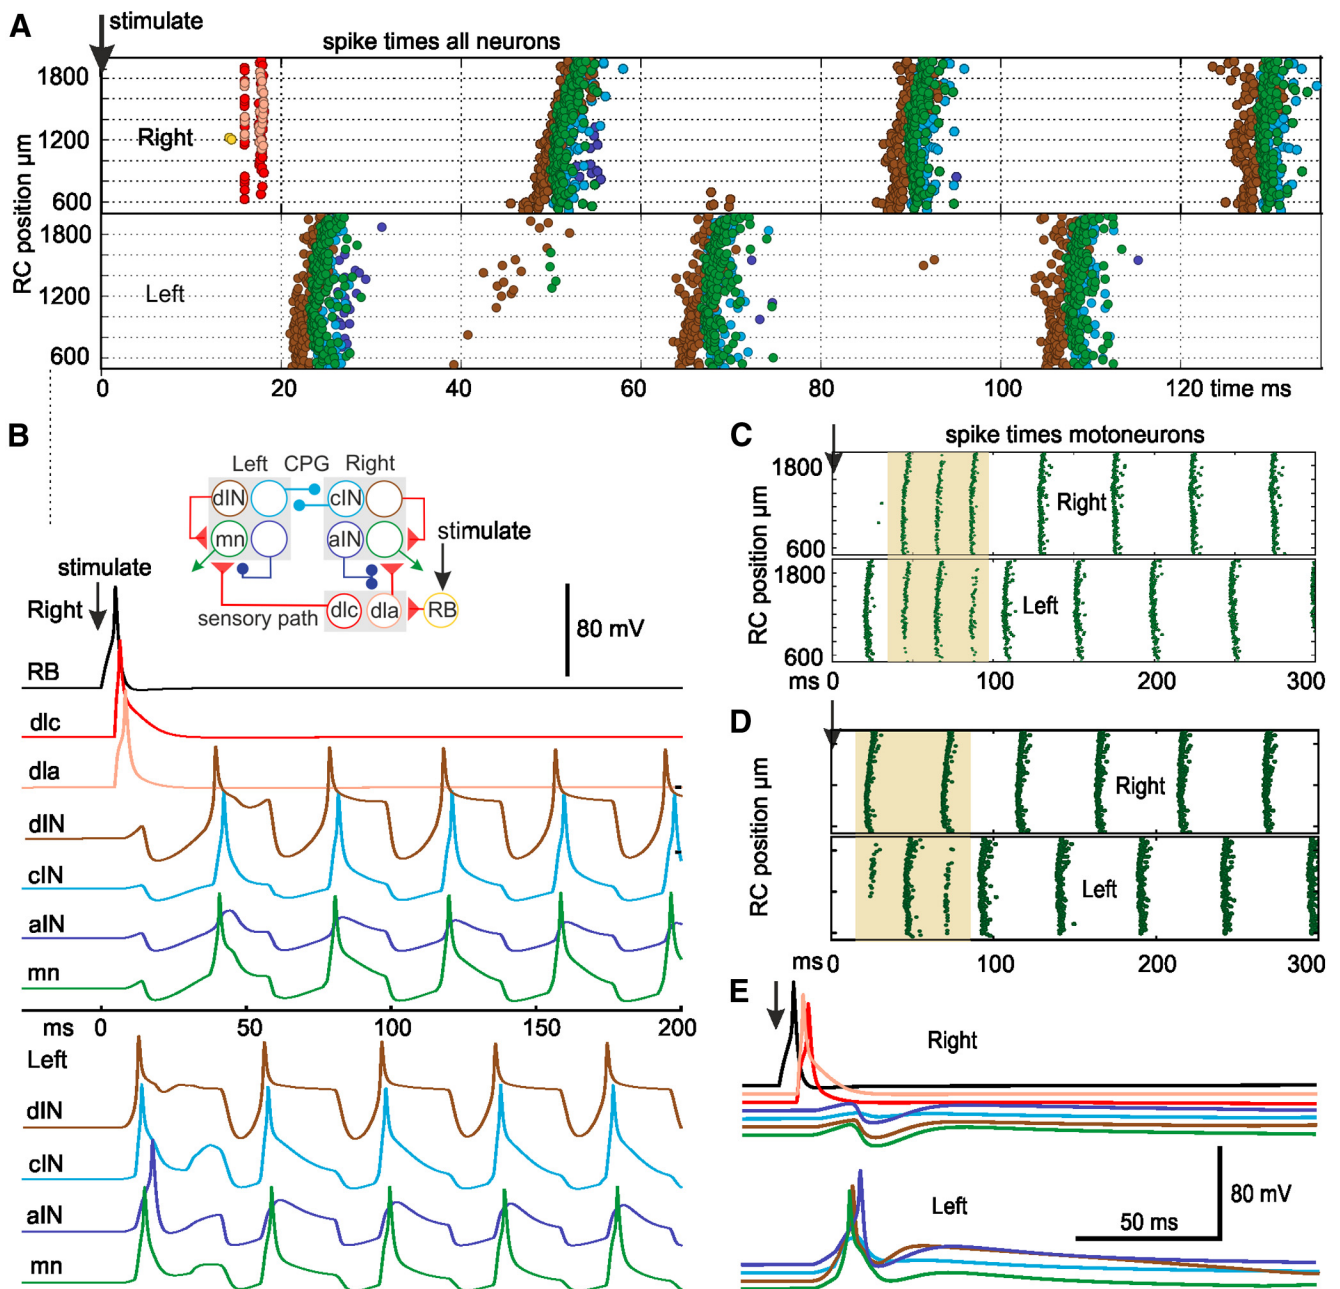 A
stimulate
spike times all neurons
RC position µm
1800
Right
1200
600
1800
Left
1200
600
0 20 40 60 80 100 120 time ms
B
Left CPG Right
dIN cIN
mn aIN
stimulate
sensory path
dIc dIa RB
stimulate
Right
80 mV
RB
dIc
dIa
dIN
cIN
aIN
mn
ms 0 50 100 150 200
Left
dIN
cIN
aIN
mn
C
spike times motoneurons
RC position µm
1800
Right
600
1800
Left
600
ms 0 100 200 300
D
RC position µm
Right
Left
ms 0 100 200 300
E
Right
Left
80 mV
50 ms